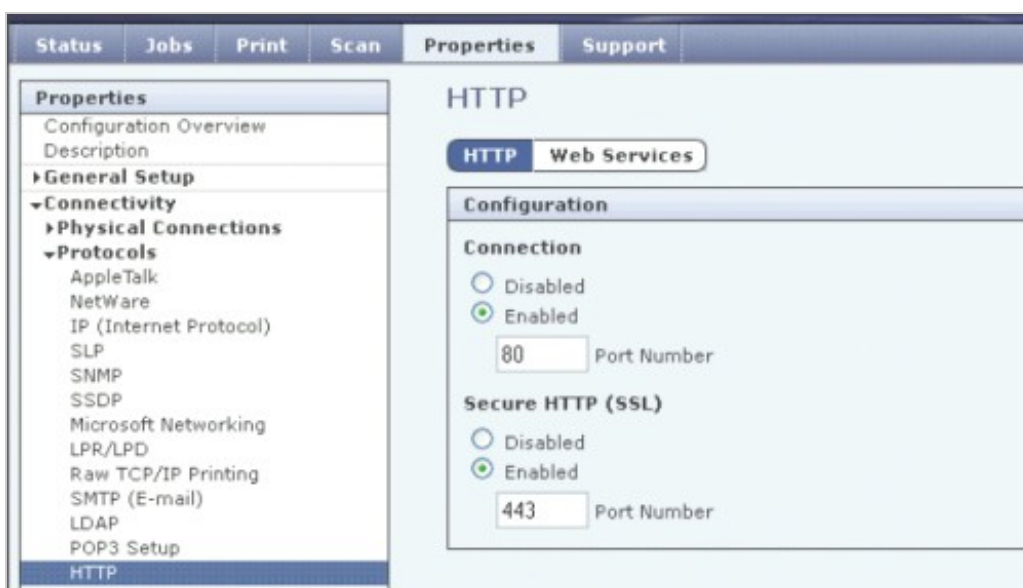 Status Jobs Print Scan Properties Support
Properties
Configuration Overview
Description
General Setup
Connectivity
Physical Connections
Protocols
AppleTalk
NetWare
IP (Internet Protocol)
SLP
SNMP
SSDP
Microsoft Networking
LPR/LPD
Raw TCP/IP Printing
SMTP (E-mail)
LDAP
POP3 Setup
HTTP
HTTP
HTTP Web Services
Configuration
Connection
Disabled
Enabled
80 Port Number
Secure HTTP (SSL)
Disabled
Enabled
443 Port Number